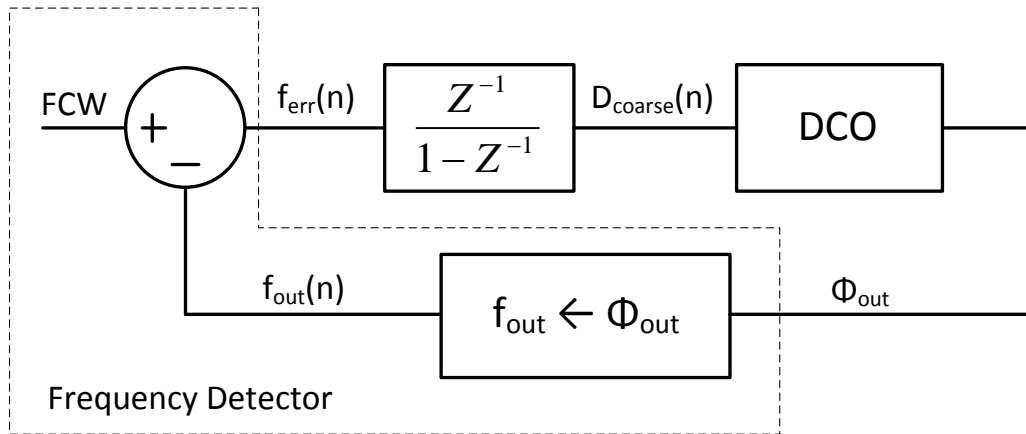 FCW
+
−
f_err(n)
Z^-1
1 − Z^-1
D_coarse(n)
DCO
f_out(n)
f_out ← Φ_out
Φ_out
Frequency Detector